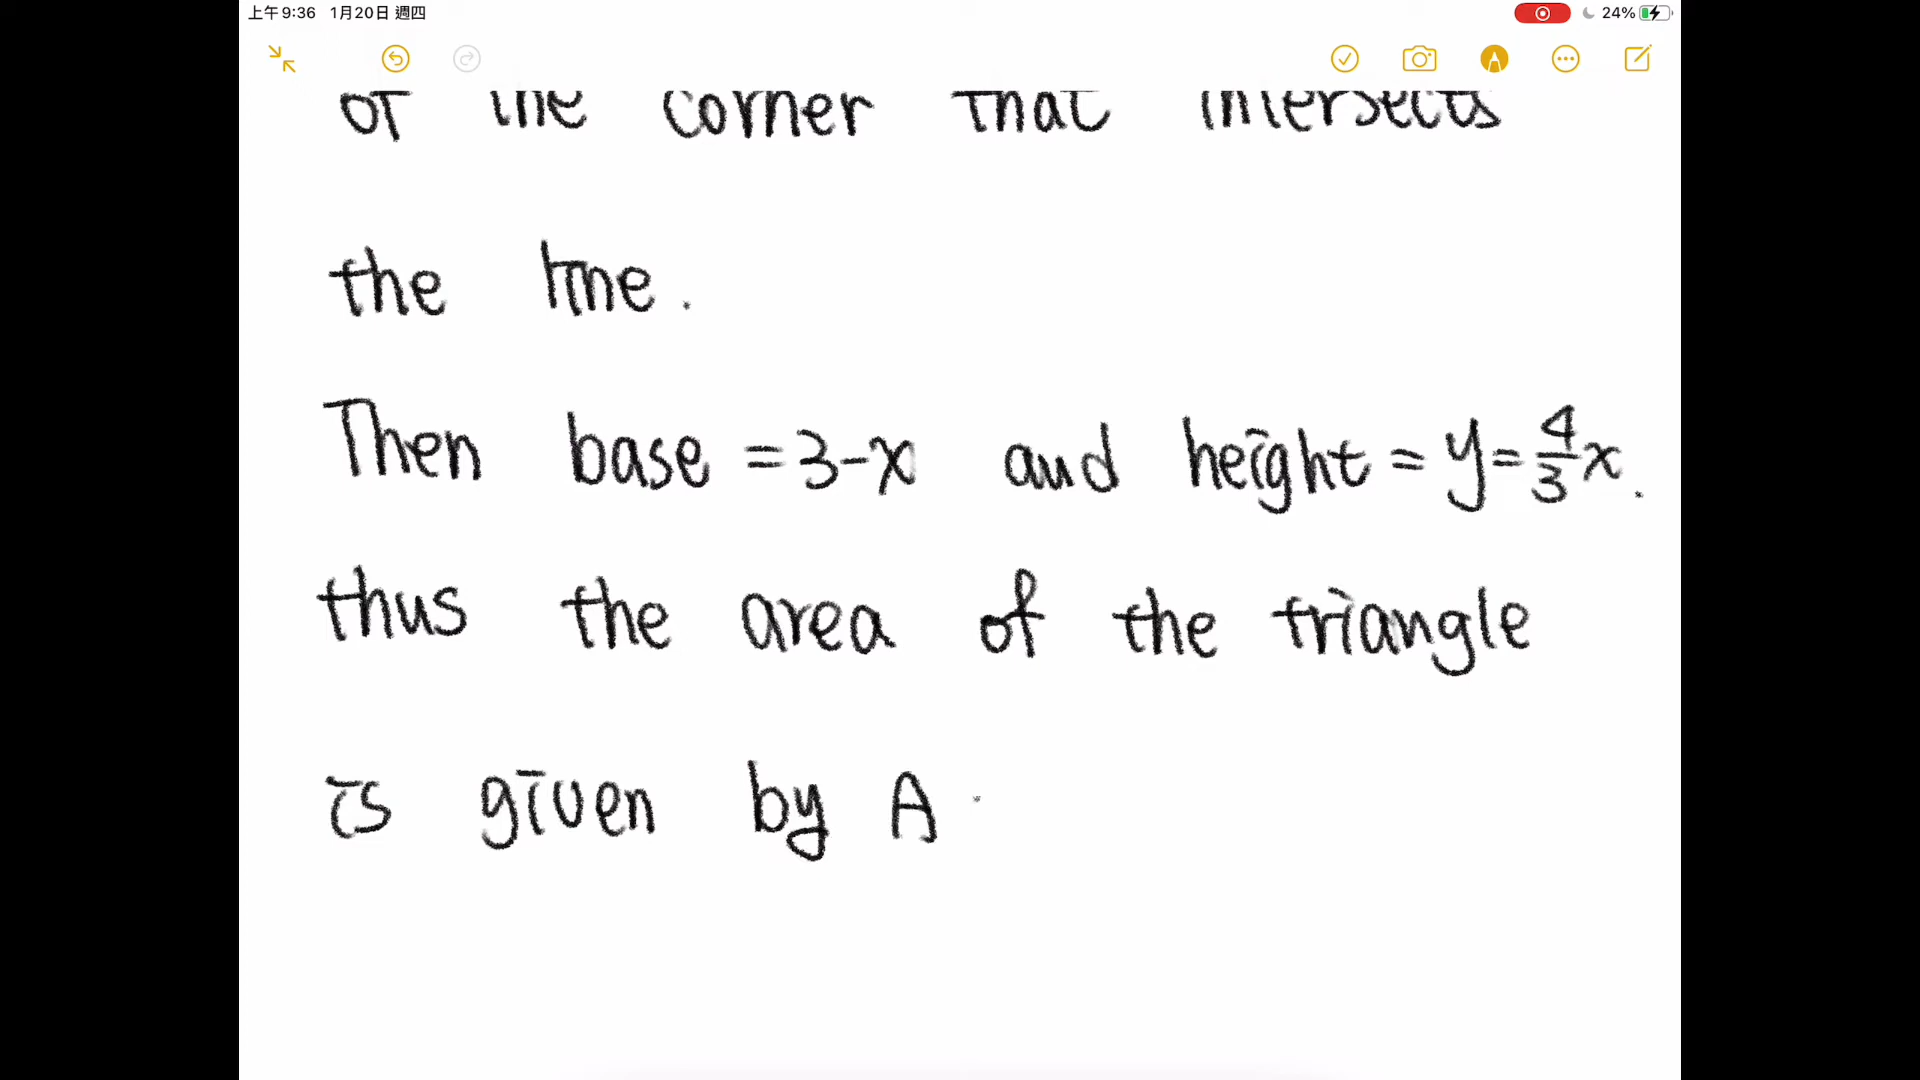 上午9:36 1月20日 週四 24%
of the corner that intersects
the line.
Then base = 3-x and height = y = 4/3 x.
thus the area of the triangle
is given by A